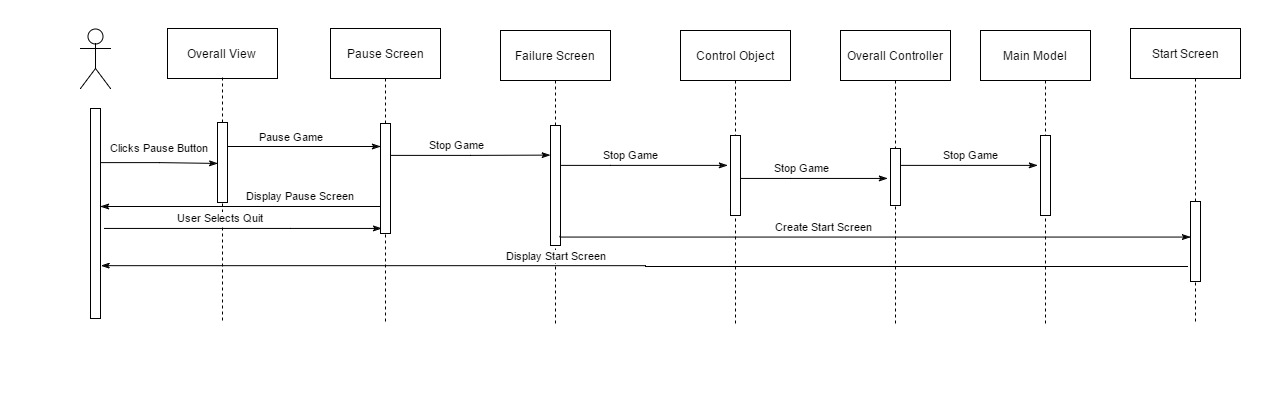 Overall View
Pause Screen
Failure Screen
Control Object
Overall Controller
Main Model
Start Screen
Clicks Pause Button
Pause Game
Stop Game
Stop Game
Stop Game
Stop Game
Display Pause Screen
User Selects Quit
Create Start Screen
Display Start Screen